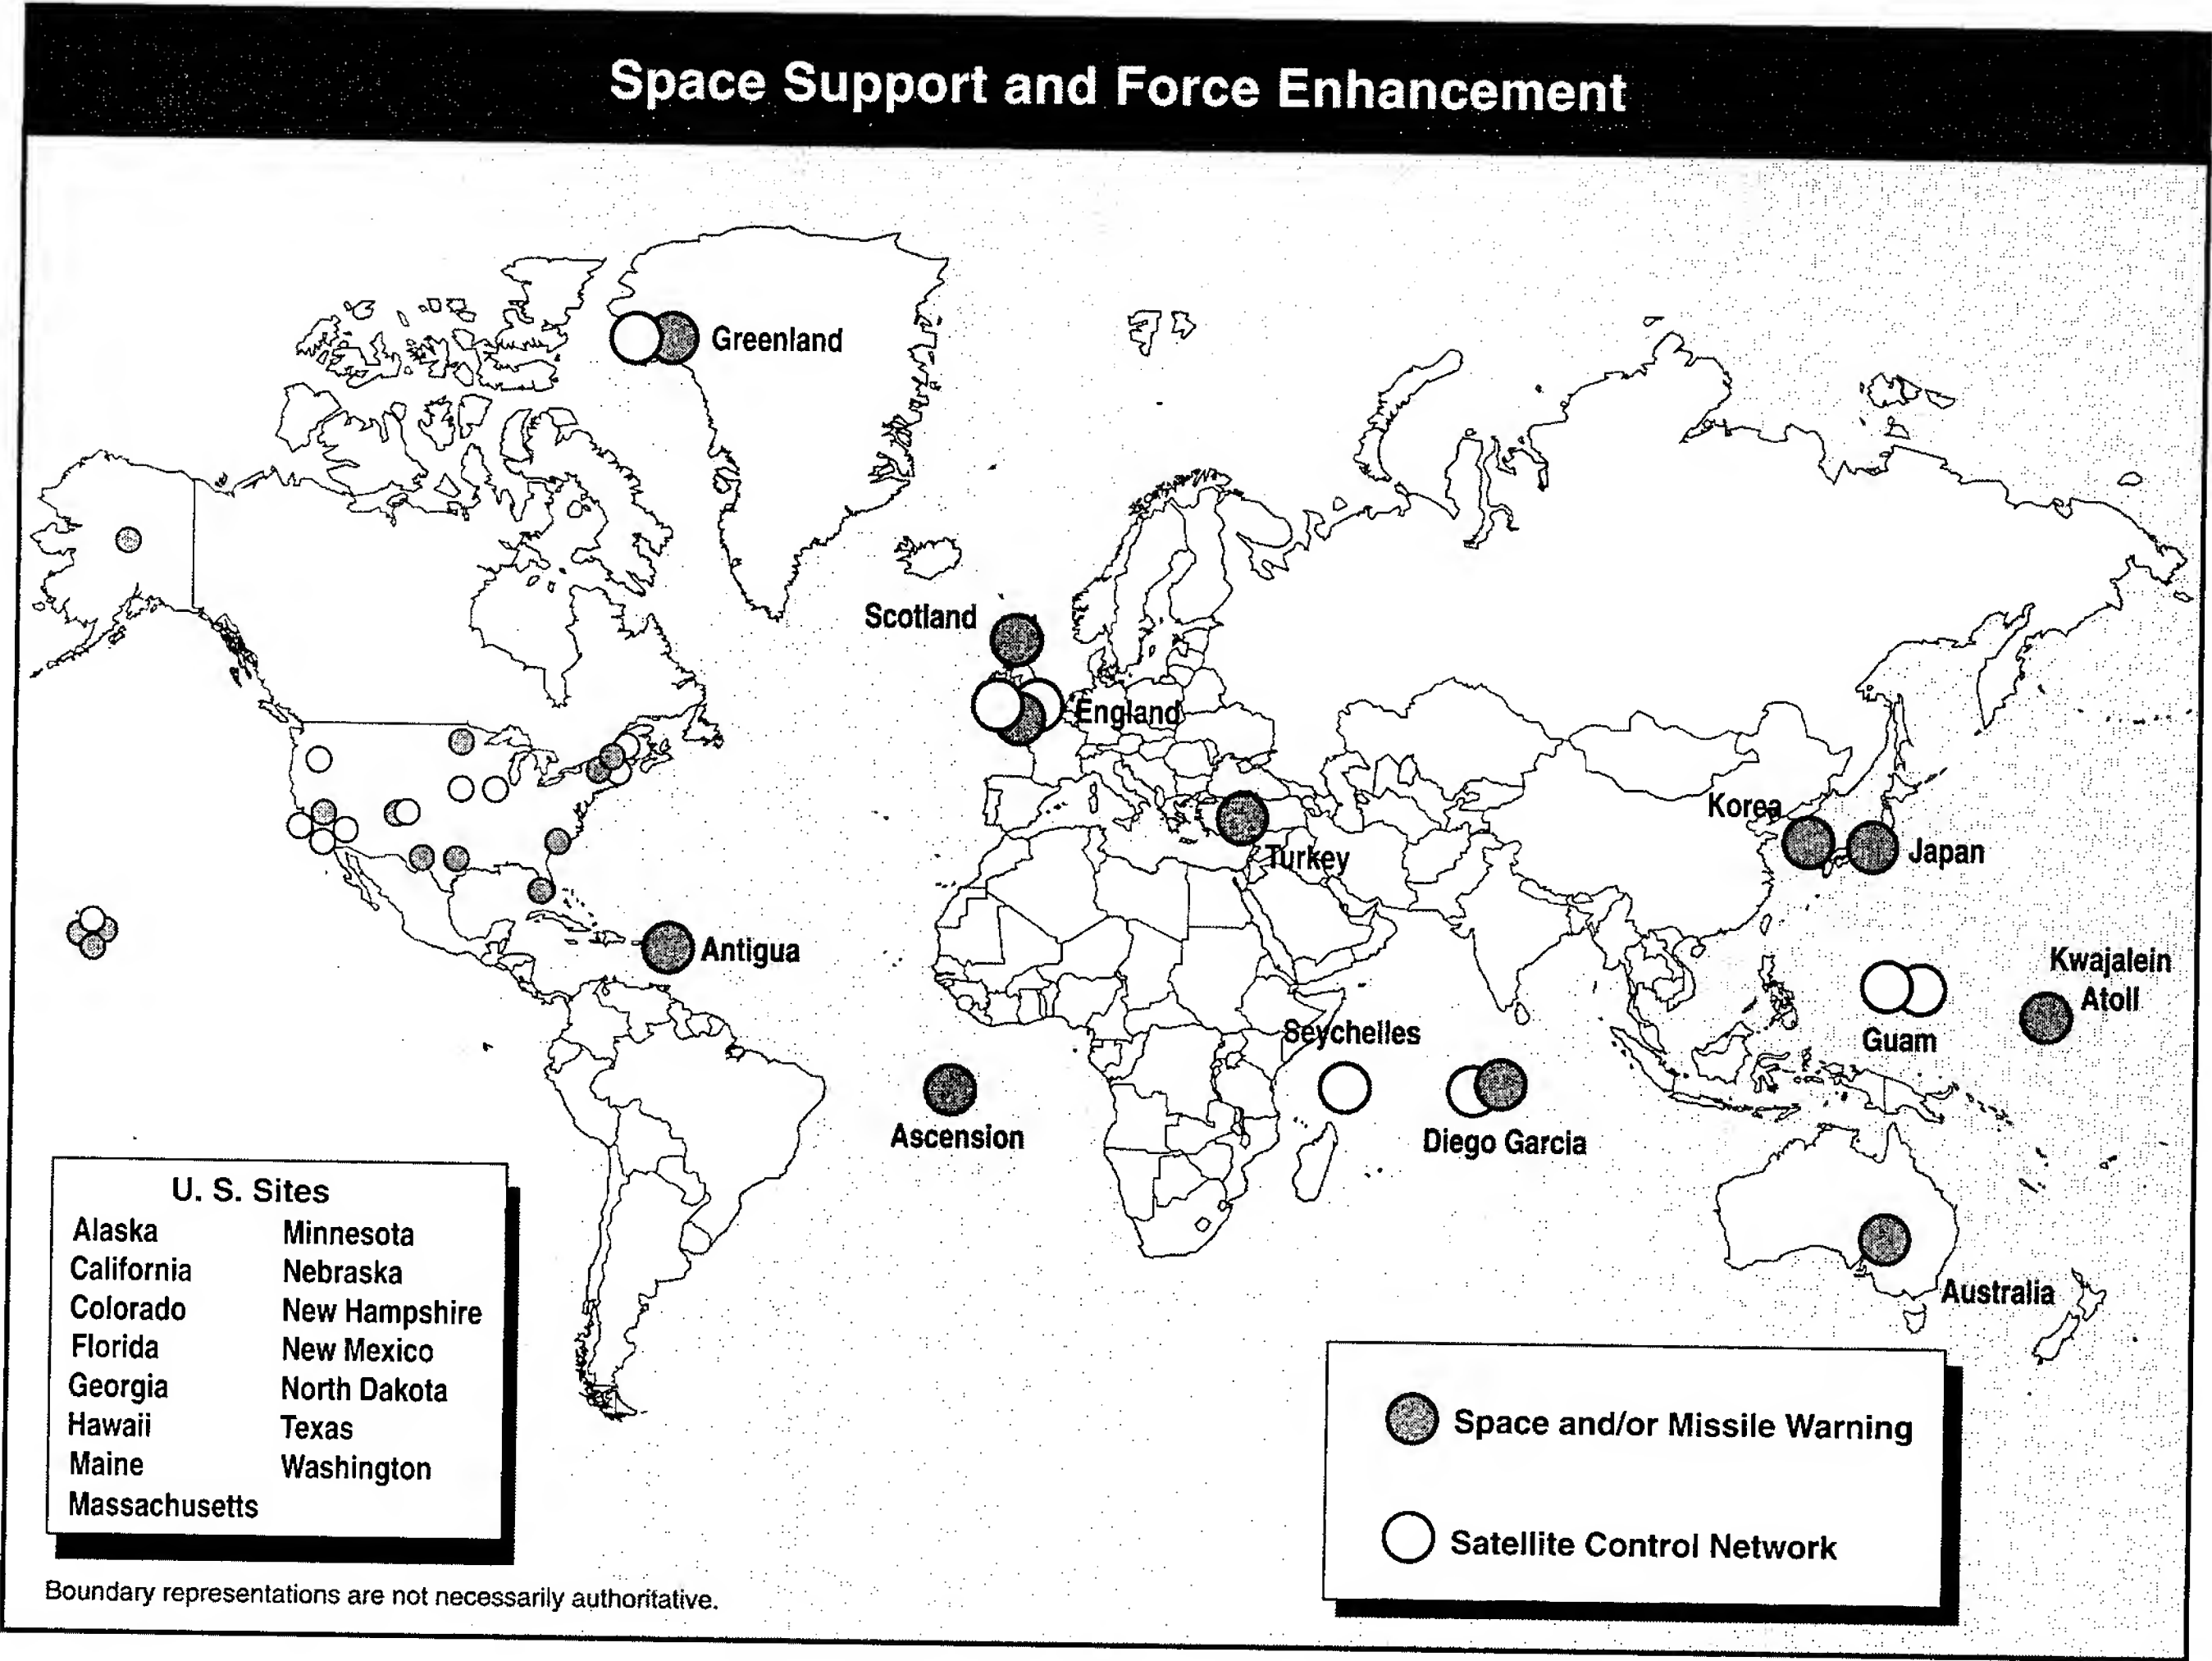 Space Support and Force Enhancement
Greenland
Scotland
England
Korea
Japan
Turkey
Antigua
Kwajalein
Atoll
Guam
Seychelles
Ascension
Diego Garcia
Australia
U. S. Sites
Alaska
California
Colorado
Florida
Georgia
Hawaii
Maine
Massachusetts
Minnesota
Nebraska
New Hampshire
New Mexico
North Dakota
Texas
Washington
Space and/or Missile Warning
Satellite Control Network
Boundary representations are not necessarily authoritative.